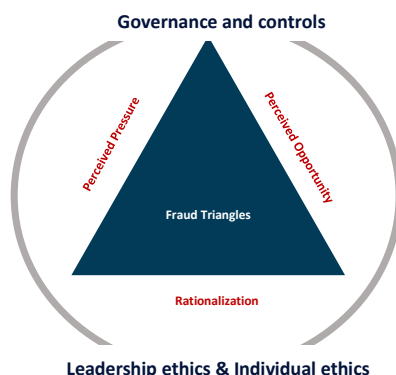 Governance and controls
Perceived Pressure
Perceived Opportunity
Fraud Triangles
Rationalization
Leadership ethics & Individual ethics